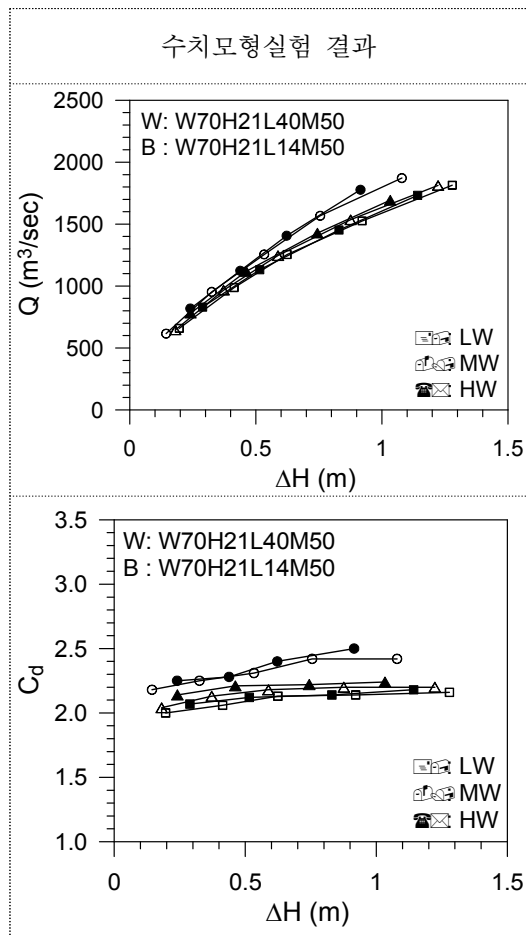 수치모형실험 결과
2500
2000
1500
1000
500
0
Q (m³/sec)
W: W70H21L40M50
B : W70H21L14M50
LW
MW
HW
0 0.5 1 1.5
ΔH (m)
3.5
3.0
2.5
2.0
1.5
1.0
C_d
W: W70H21L40M50
B : W70H21L14M50
LW
MW
HW
0 0.5 1 1.5
ΔH (m)